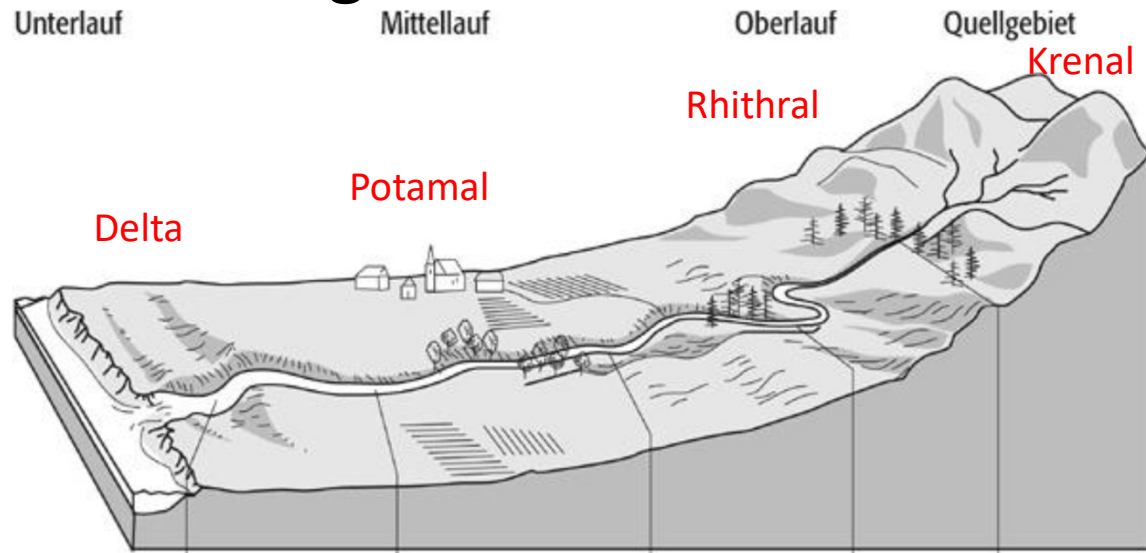 Unterlauf Mittellauf Oberlauf Quellgebiet
Krenal
Rhithral
Potamal
Delta